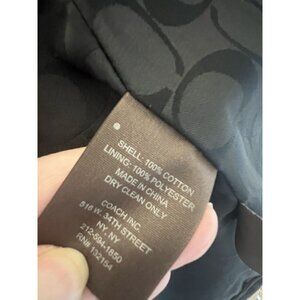 SHELL: 100% COTTON
LINING: 100% POLYESTER
MADE IN CHINA
DRY CLEAN ONLY
COACH INC.
516 W. 34TH STREET
NY, NY
212-594-1850
RN# 132154